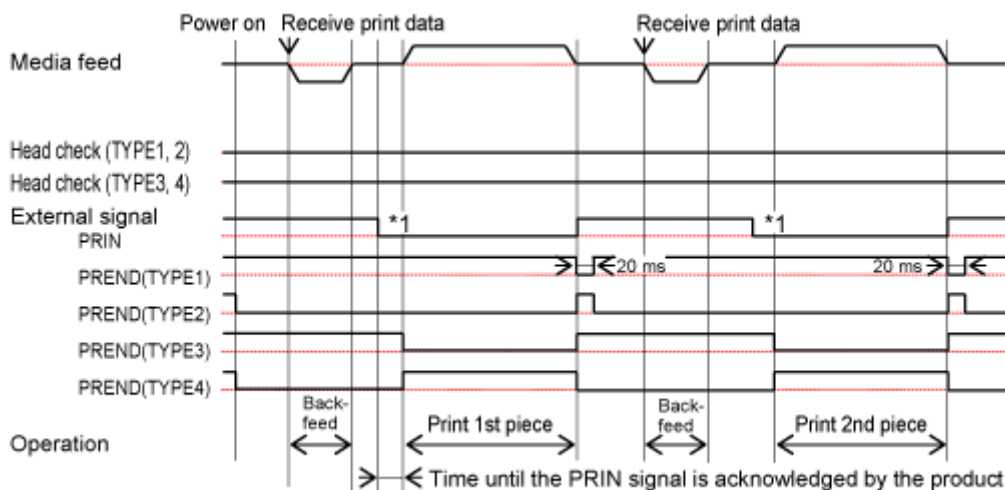 Power on Receive print data Receive print data
Media feed
Head check (TYPE1, 2)
Head check (TYPE3, 4)
External signal
PRIN
*1 *1
PREND(TYPE1)
20 ms 20 ms
PREND(TYPE2)
PREND(TYPE3)
PREND(TYPE4)
Back-
feed
Print 1st piece
Back-
feed
Print 2nd piece
Operation
Time until the PRIN signal is acknowledged by the product